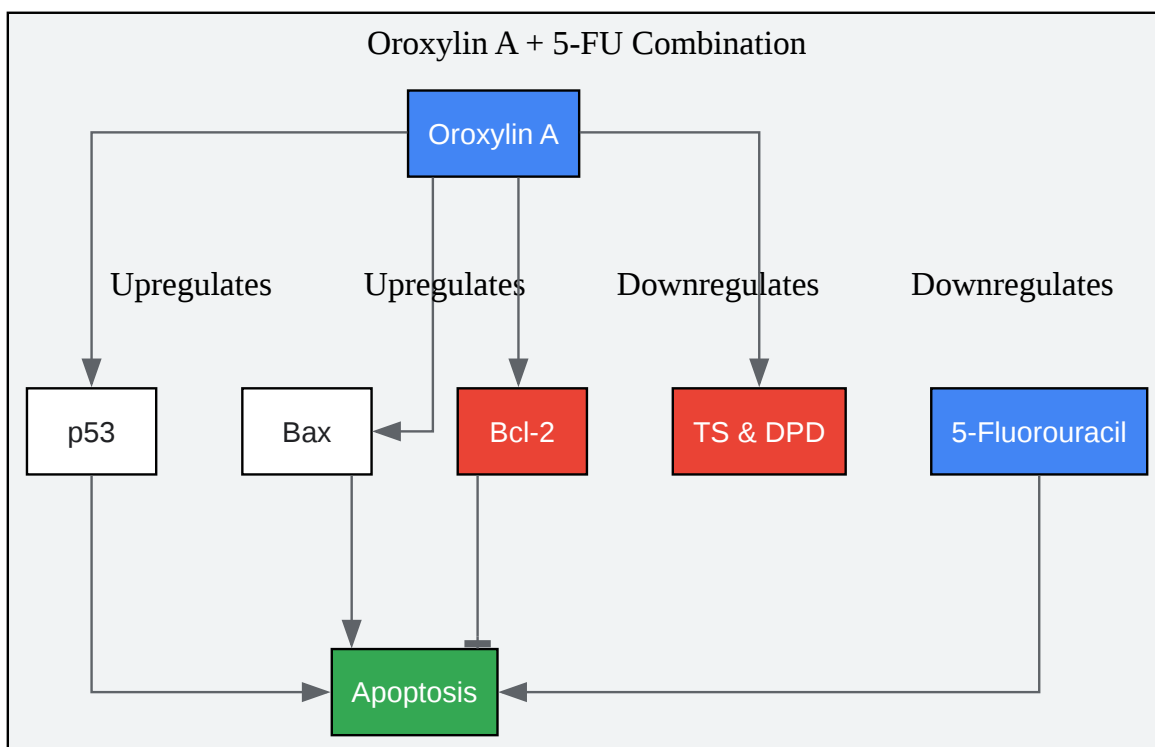 Oroxylin A + 5-FU Combination
Oroxylin A
Upregulates
Upregulates
Downregulates
Downregulates
p53
Bax
Bcl-2
TS & DPD
5-Fluorouracil
Apoptosis